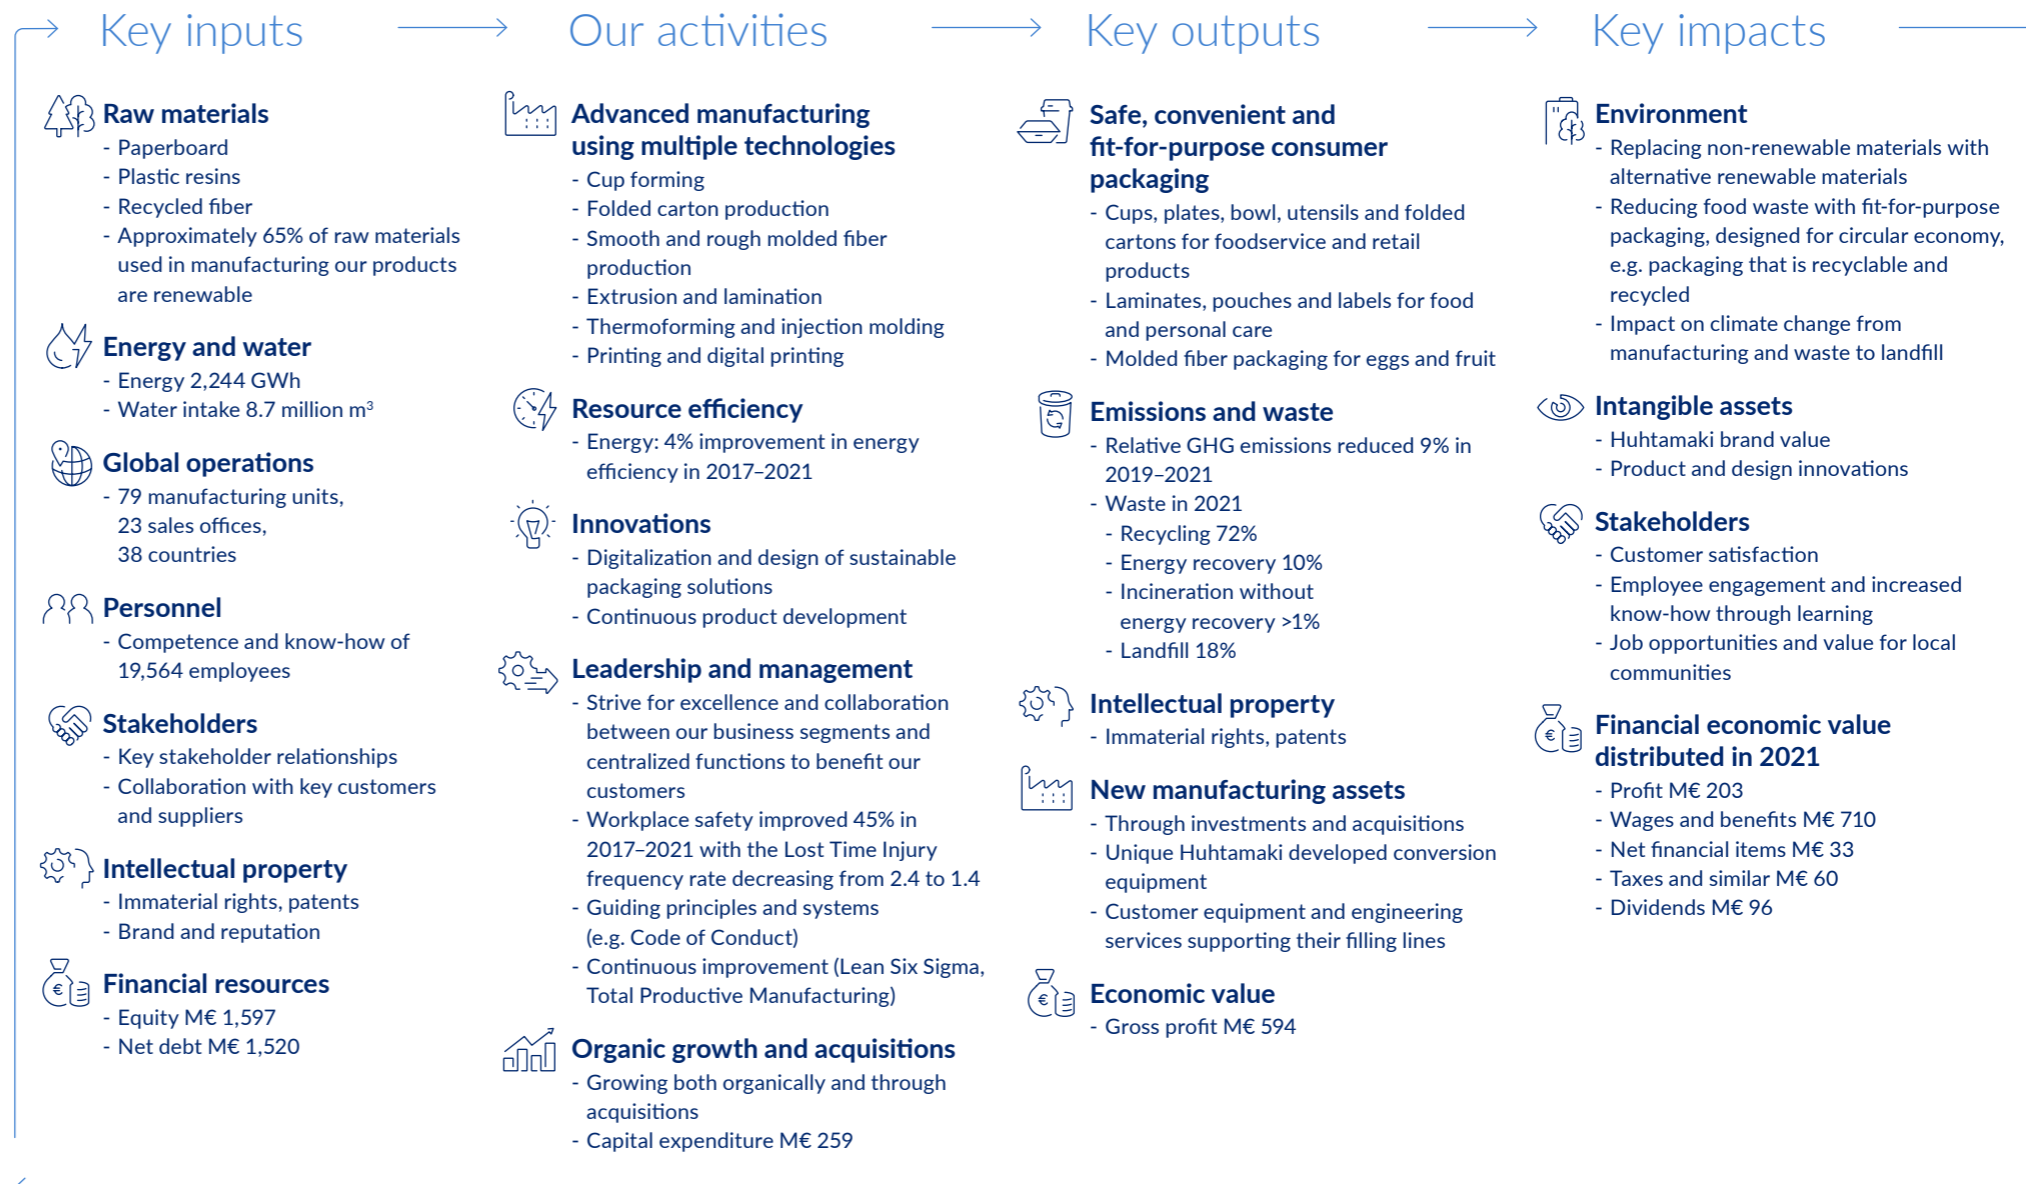 Key inputs
Raw materials
- Paperboard
- Plastic resins
- Recycled fiber
- Approximately 65% of raw materials
used in manufacturing our products
are renewable
Energy and water
- Energy 2,244 GWh
- Water intake 8.7 million m³
Global operations
- 79 manufacturing units,
23 sales offices,
38 countries
Personnel
- Competence and know-how of
19,564 employees
Stakeholders
- Key stakeholder relationships
- Collaboration with key customers
and suppliers
Intellectual property
- Immaterial rights, patents
- Brand and reputation
Financial resources
- Equity M€ 1,597
- Net debt M€ 1,520
Our activities
Advanced manufacturing
using multiple technologies
- Cup forming
- Folded carton production
- Smooth and rough molded fiber
production
- Extrusion and lamination
- Thermoforming and injection molding
- Printing and digital printing
Resource efficiency
- Energy: 4% improvement in energy
efficiency in 2017–2021
Innovations
- Digitalization and design of sustainable
packaging solutions
- Continuous product development
Leadership and management
- Strive for excellence and collaboration
between our business segments and
centralized functions to benefit our
customers
- Workplace safety improved 45% in
2017–2021 with the Lost Time Injury
frequency rate decreasing from 2.4 to 1.4
- Guiding principles and systems
(e.g. Code of Conduct)
- Continuous improvement (Lean Six Sigma,
Total Productive Manufacturing)
Organic growth and acquisitions
- Growing both organically and through
acquisitions
- Capital expenditure M€ 259
Key outputs
Safe, convenient and
fit-for-purpose consumer
packaging
- Cups, plates, bowl, utensils and folded
cartons for foodservice and retail
products
- Laminates, pouches and labels for food
and personal care
- Molded fiber packaging for eggs and fruit
Emissions and waste
- Relative GHG emissions reduced 9% in
2019–2021
- Waste in 2021
- Recycling 72%
- Energy recovery 10%
- Incineration without
energy recovery >1%
- Landfill 18%
Intellectual property
- Immaterial rights, patents
New manufacturing assets
- Through investments and acquisitions
- Unique Huhtamaki developed conversion
equipment
- Customer equipment and engineering
services supporting their filling lines
Economic value
- Gross profit M€ 594
Key impacts
Environment
- Replacing non-renewable materials with
alternative renewable materials
- Reducing food waste with fit-for-purpose
packaging, designed for circular economy,
e.g. packaging that is recyclable and
recycled
- Impact on climate change from
manufacturing and waste to landfill
Intangible assets
- Huhtamaki brand value
- Product and design innovations
Stakeholders
- Customer satisfaction
- Employee engagement and increased
know-how through learning
- Job opportunities and value for local
communities
Financial economic value
distributed in 2021
- Profit M€ 203
- Wages and benefits M€ 710
- Net financial items M€ 33
- Taxes and similar M€ 60
- Dividends M€ 96